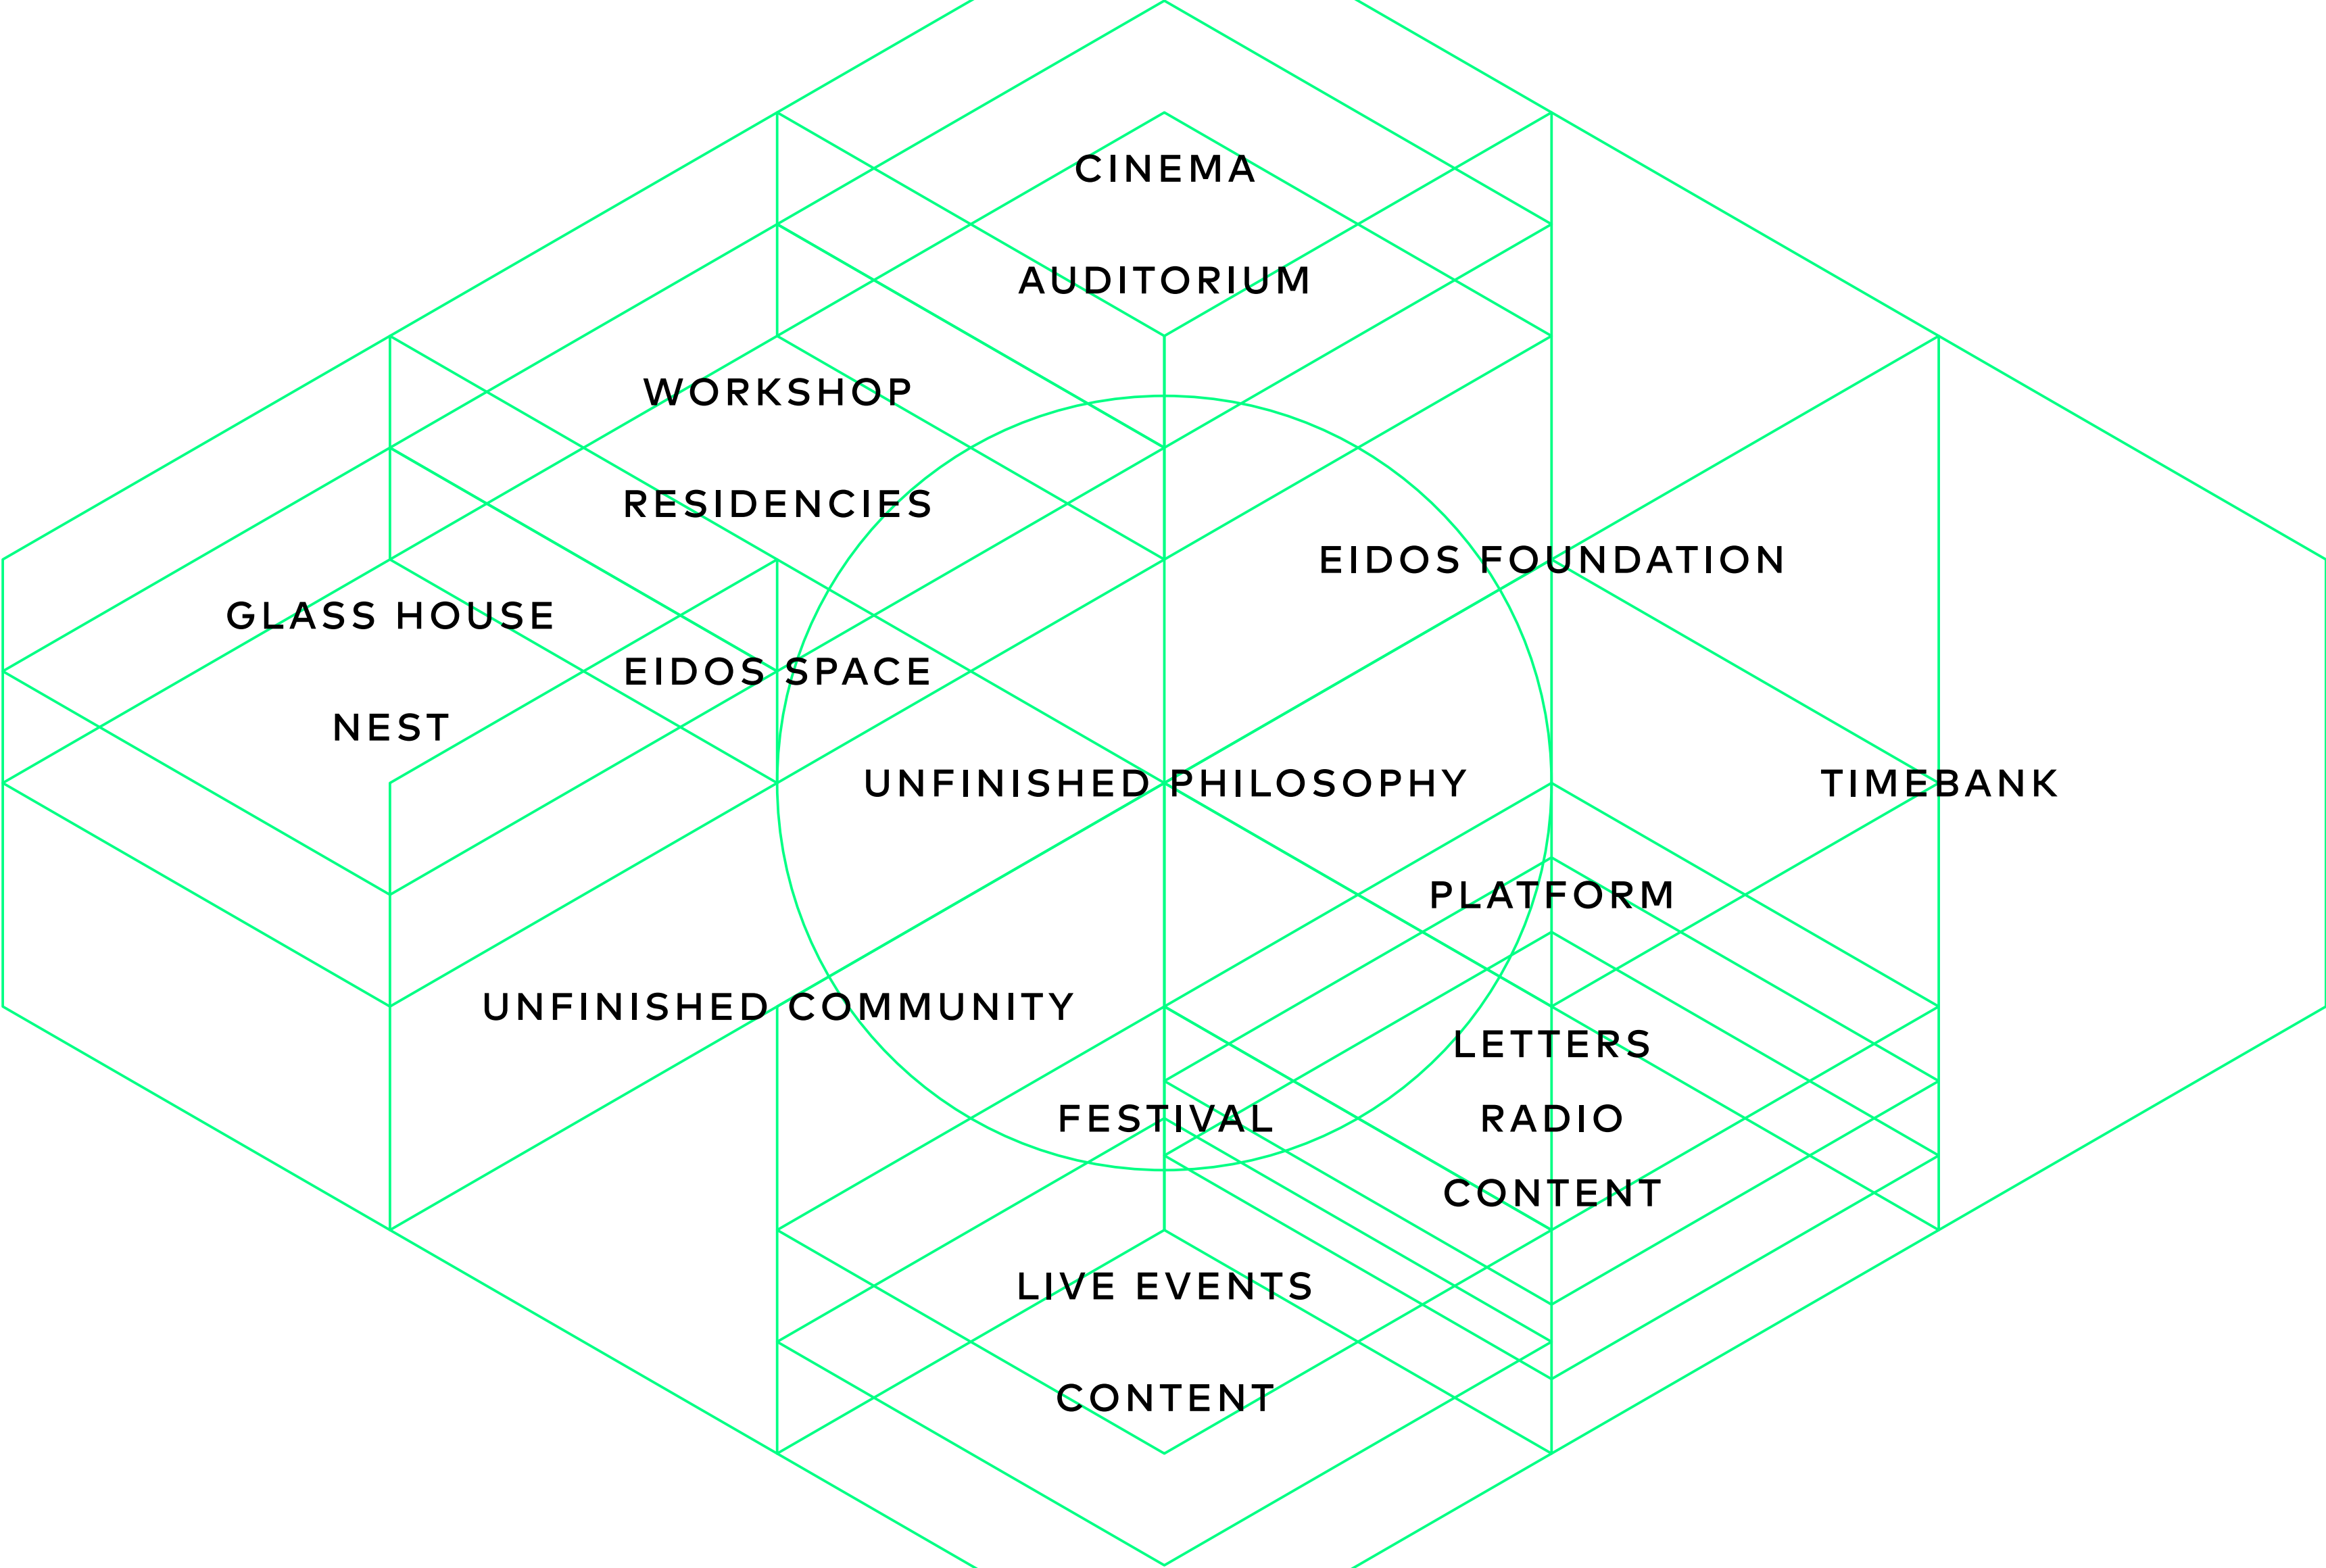 CINEMA
AUDITORIUM
WORKSHOP
RESIDENCIES
EIDOS FOUNDATION
GLASS HOUSE
EIDOS SPACE
NEST
UNFINISHED PHILOSOPHY
TIMEBANK
PLATFORM
UNFINISHED COMMUNITY
LETTERS
FESTIVAL
RADIO
CONTENT
LIVE EVENTS
CONTENT